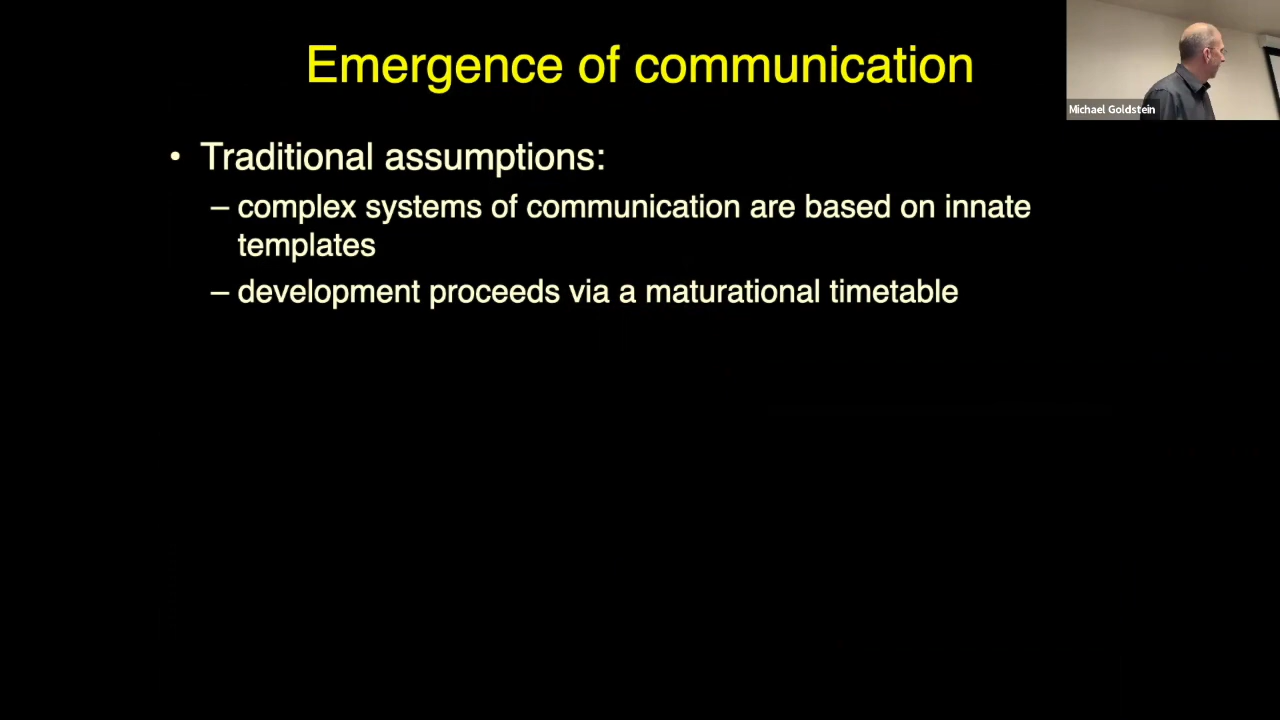 Emergence of communication
Michael Goldstein
• Traditional assumptions:
– complex systems of communication are based on innate
templates
– development proceeds via a maturational timetable